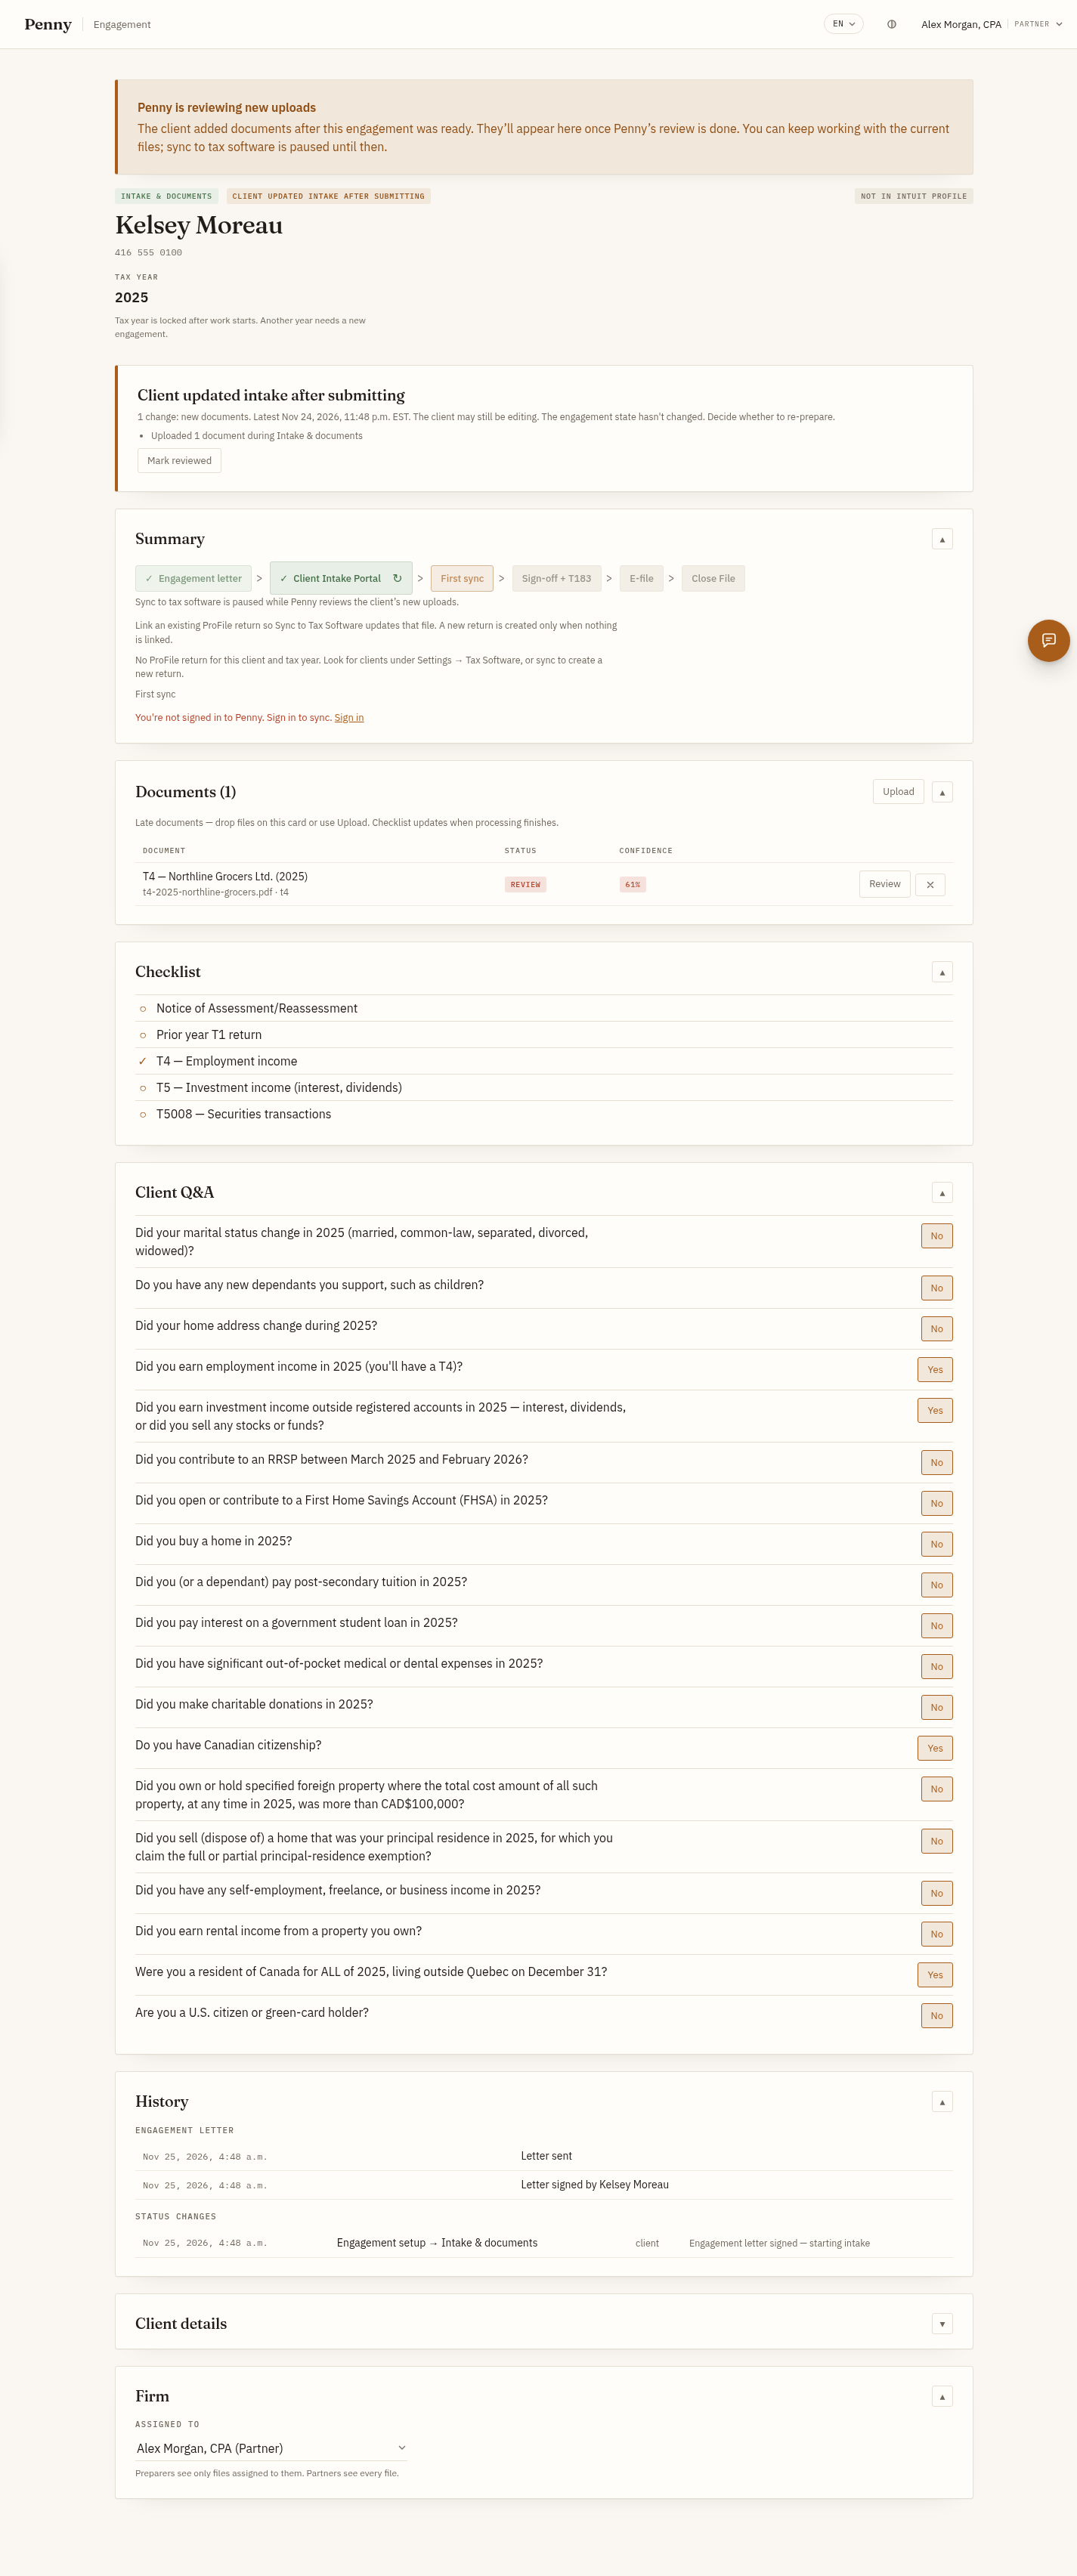 Penny
Engagement
EN
Alex Morgan, CPA
PARTNER
Penny is reviewing new uploads
The client added documents after this engagement was ready. They’ll appear here once Penny’s review is done. You can keep working with the current
files; sync to tax software is paused until then.
INTAKE & DOCUMENTS
CLIENT UPDATED INTAKE AFTER SUBMITTING
NOT IN INTUIT PROFILE
Kelsey Moreau
416 555 0100
TAX YEAR
2025
Tax year is locked after work starts. Another year needs a new
engagement.
Client updated intake after submitting
1 change: new documents. Latest Nov 24, 2026, 11:48 p.m. EST. The client may still be editing. The engagement state hasn't changed. Decide whether to re-prepare.
• Uploaded 1 document during Intake & documents
Mark reviewed
Summary
▲
✓ Engagement letter > ✓ Client Intake Portal ↻ > First sync > Sign-off + T183 > E-file > Close File
Sync to tax software is paused while Penny reviews the client’s new uploads.
Link an existing ProFile return so Sync to Tax Software updates that file. A new return is created only when nothing
is linked.
No ProFile return for this client and tax year. Look for clients under Settings → Tax Software, or sync to create a
new return.
First sync
You’re not signed in to Penny. Sign in to sync. Sign in
Documents (1)
Upload
▲
Late documents — drop files on this card or use Upload. Checklist updates when processing finishes.
DOCUMENT STATUS CONFIDENCE
T4 — Northline Grocers Ltd. (2025)
t4-2025-northline-grocers.pdf · t4
REVIEW
61%
Review
✕
Checklist
▲
○ Notice of Assessment/Reassessment
○ Prior year T1 return
✓ T4 — Employment income
○ T5 — Investment income (interest, dividends)
○ T5008 — Securities transactions
Client Q&A
▲
Did your marital status change in 2025 (married, common-law, separated, divorced,
widowed)?
No
Do you have any new dependants you support, such as children?
No
Did your home address change during 2025?
No
Did you earn employment income in 2025 (you'll have a T4)?
Yes
Did you earn investment income outside registered accounts in 2025 — interest, dividends,
or did you sell any stocks or funds?
Yes
Did you contribute to an RRSP between March 2025 and February 2026?
No
Did you open or contribute to a First Home Savings Account (FHSA) in 2025?
No
Did you buy a home in 2025?
No
Did you (or a dependant) pay post-secondary tuition in 2025?
No
Did you pay interest on a government student loan in 2025?
No
Did you have significant out-of-pocket medical or dental expenses in 2025?
No
Did you make charitable donations in 2025?
No
Do you have Canadian citizenship?
Yes
Did you own or hold specified foreign property where the total cost amount of all such
property, at any time in 2025, was more than CAD$100,000?
No
Did you sell (dispose of) a home that was your principal residence in 2025, for which you
claim the full or partial principal-residence exemption?
No
Did you have any self-employment, freelance, or business income in 2025?
No
Did you earn rental income from a property you own?
No
Were you a resident of Canada for ALL of 2025, living outside Quebec on December 31?
Yes
Are you a U.S. citizen or green-card holder?
No
History
▲
ENGAGEMENT LETTER
Nov 25, 2026, 4:48 a.m. Letter sent
Nov 25, 2026, 4:48 a.m. Letter signed by Kelsey Moreau
STATUS CHANGES
Nov 25, 2026, 4:48 a.m. Engagement setup → Intake & documents client Engagement letter signed — starting intake
Client details
▼
Firm
▲
ASSIGNED TO
Alex Morgan, CPA (Partner)
Preparers see only files assigned to them. Partners see every file.